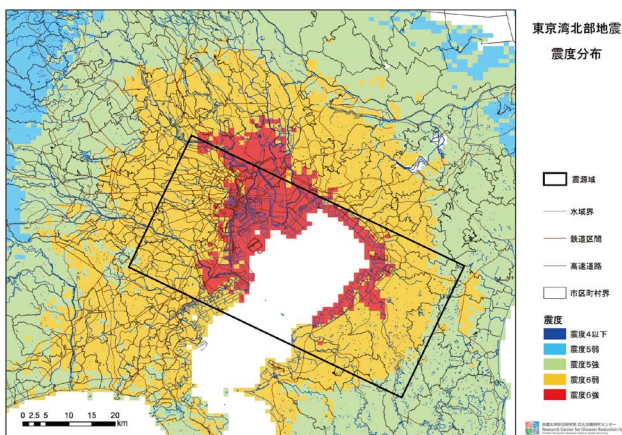 東京湾北部地震
震度分布
震源域
水域界
鉄道区間
高速道路
市区町村界
震度
震度4以下
震度5弱
震度5強
震度6弱
震度6強
0 2.5 5 10 15 20
km
Research Center for Disaster Reduction Sy